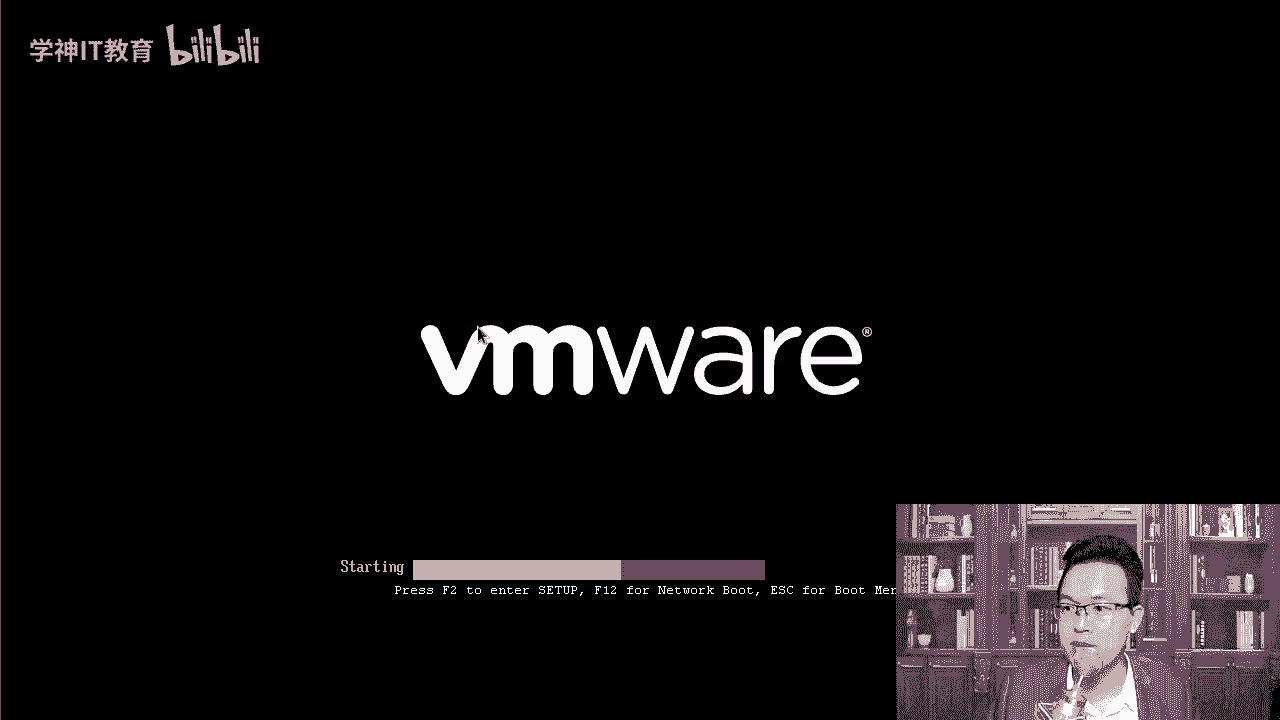 学神IT教育 bilibili
vmware®
Starting
Press F2 to enter SETUP, F12 for Network Boot, ESC for Boot